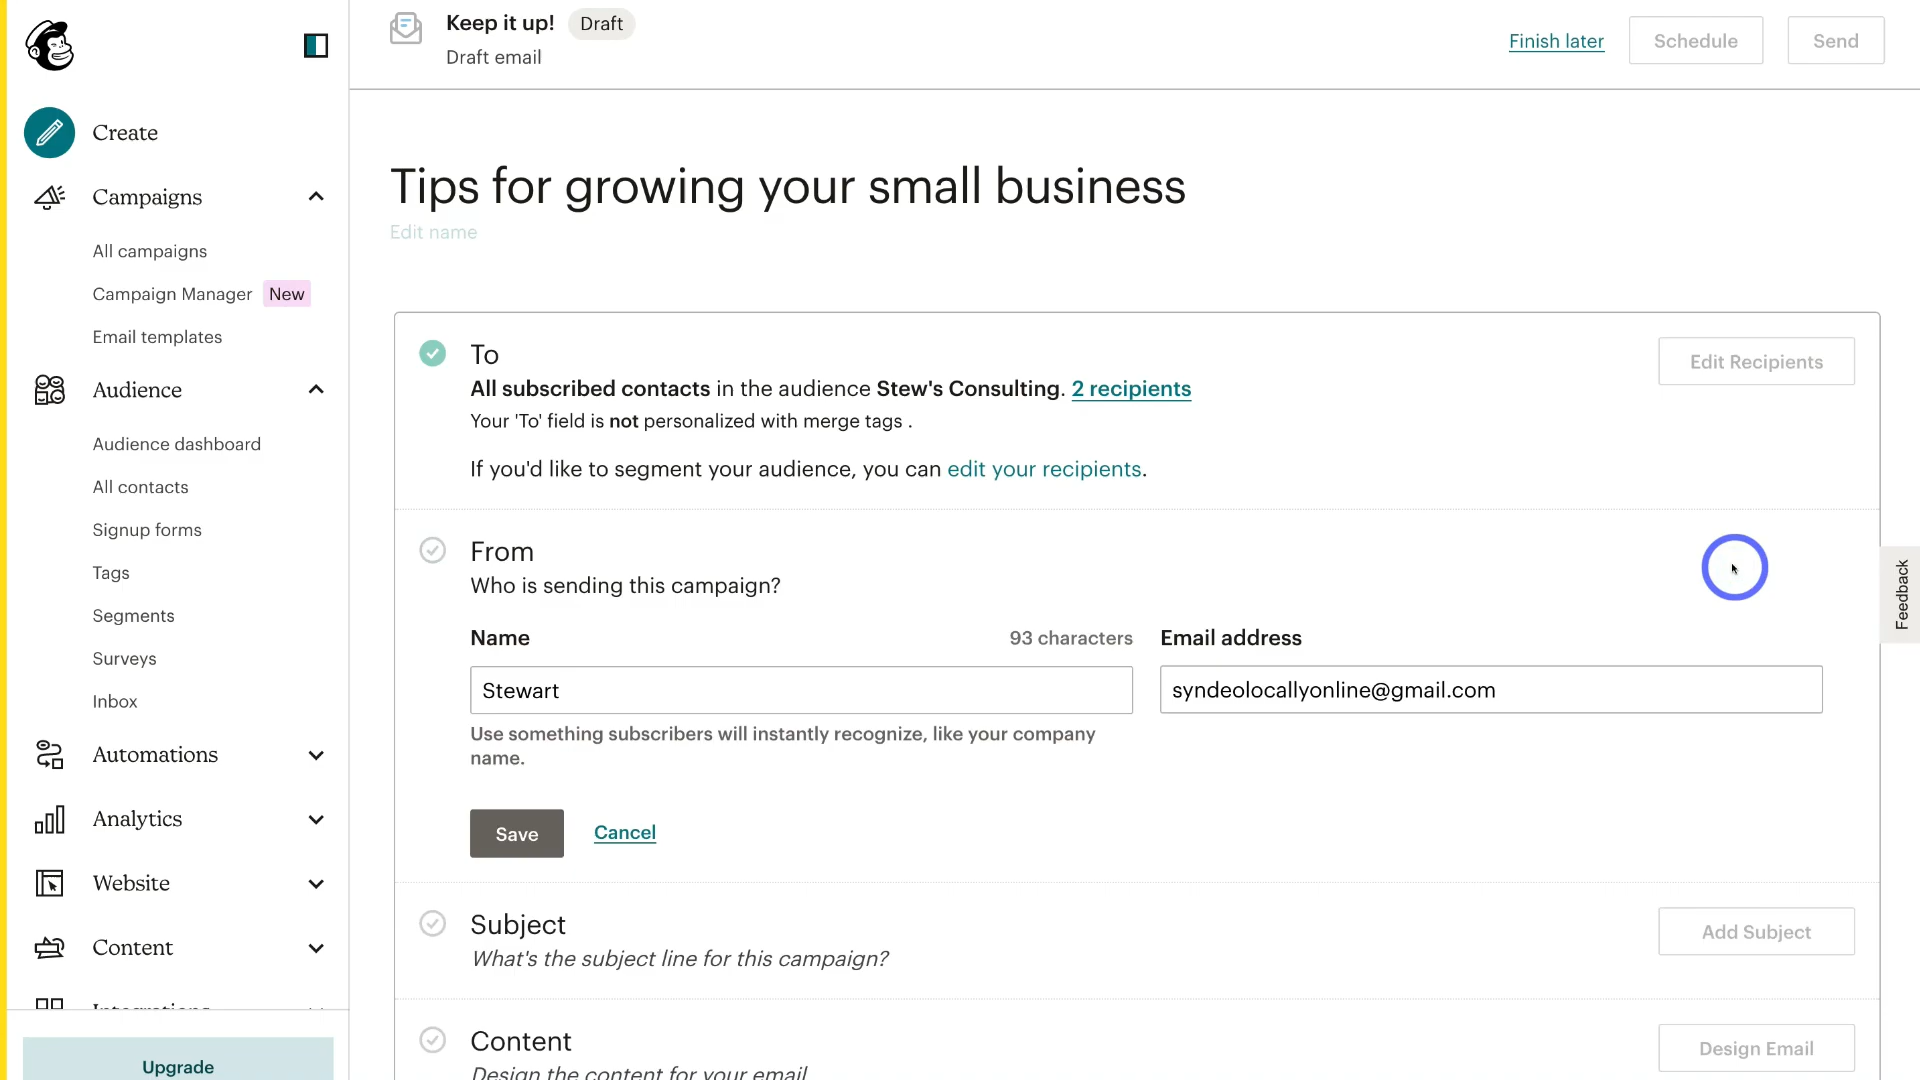 Keep it up! Draft
Draft email
Finish later
Schedule
Send
Create
Campaigns
All campaigns
Campaign Manager New
Email templates
Audience
Audience dashboard
All contacts
Signup forms
Tags
Segments
Surveys
Inbox
Automations
Analytics
Website
Content
Integrations
Upgrade
Tips for growing your small business
Edit name
To
Edit Recipients
All subscribed contacts in the audience Stew's Consulting. 2 recipients
Your 'To' field is not personalized with merge tags .
If you'd like to segment your audience, you can edit your recipients.
From
Who is sending this campaign?
Name 93 characters Email address
Stewart
syndeolocallyonline@gmail.com
Use something subscribers will instantly recognize, like your company
name.
Save Cancel
Subject
Add Subject
What's the subject line for this campaign?
Content
Design Email
Design the content for your email
Feedback